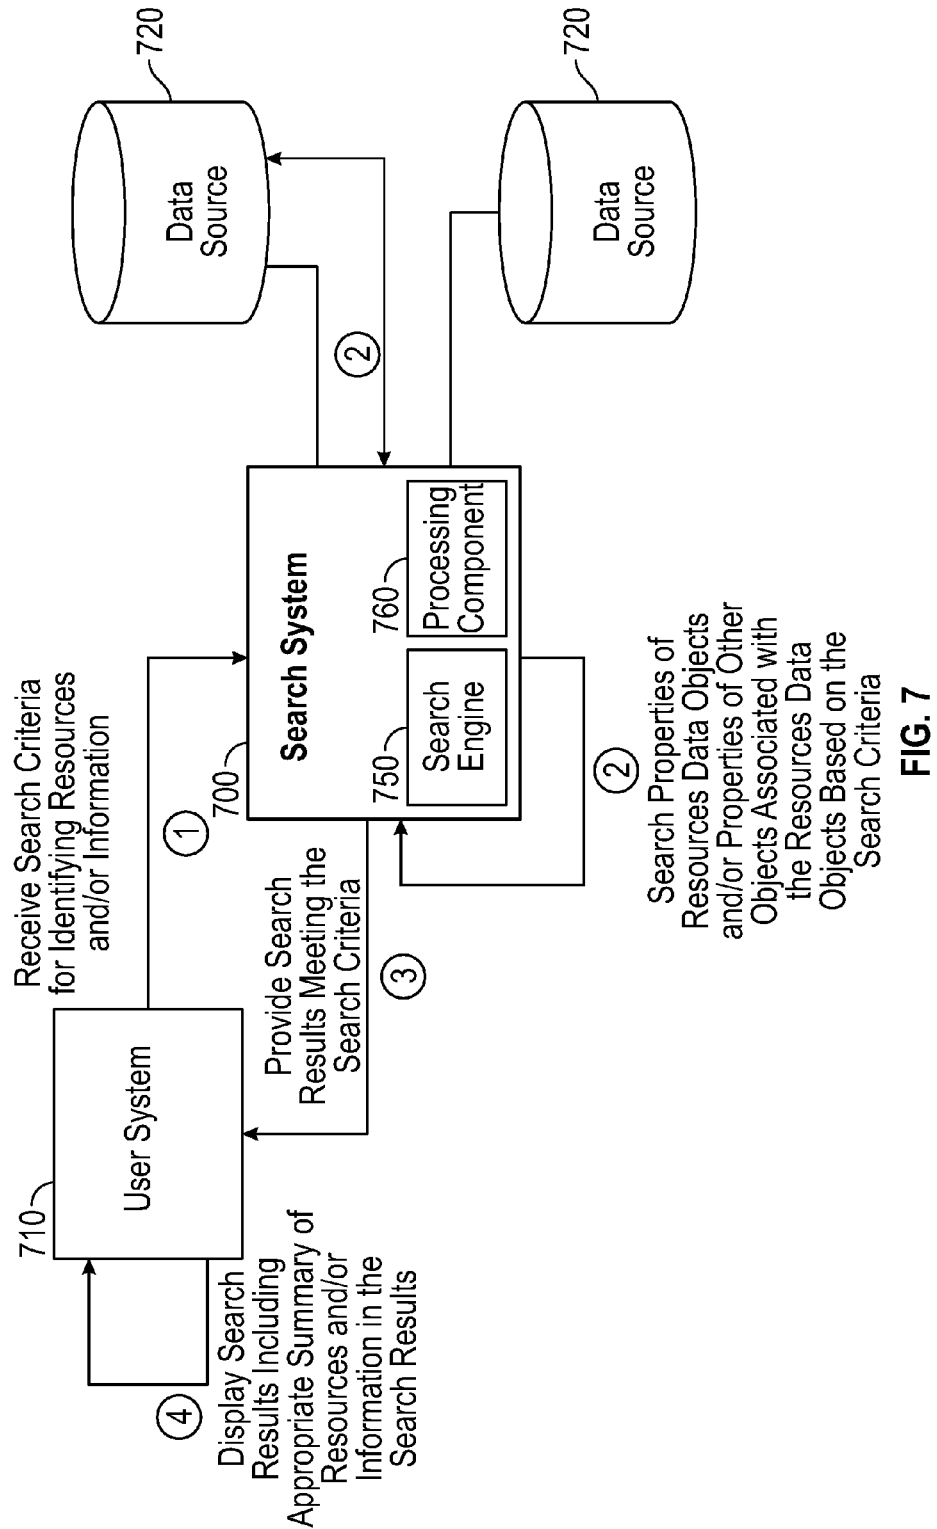 Receive Search Criteria
for Identifying Resources
and/or Information
1
710
User System
4
Display Search
Results Including
Appropriate Summary of
Resources and/or
Information in the
Search Results
Provide Search
Results Meeting the
Search Criteria
3
700
Search System
750
Search
Engine
760
Processing
Component
2
Search Properties of
Resources Data Objects
and/or Properties of Other
Objects Associated with
the Resources Data
Objects Based on the
Search Criteria
2
720
Data
Source
720
Data
Source
FIG. 7